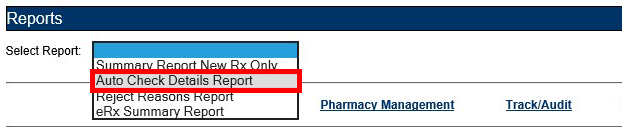 Reports
Select Report:
Summary Report New Rx Only
Auto Check Details Report
Reject Reasons Report
eRx Summary Report
Pharmacy Management Track/Audit